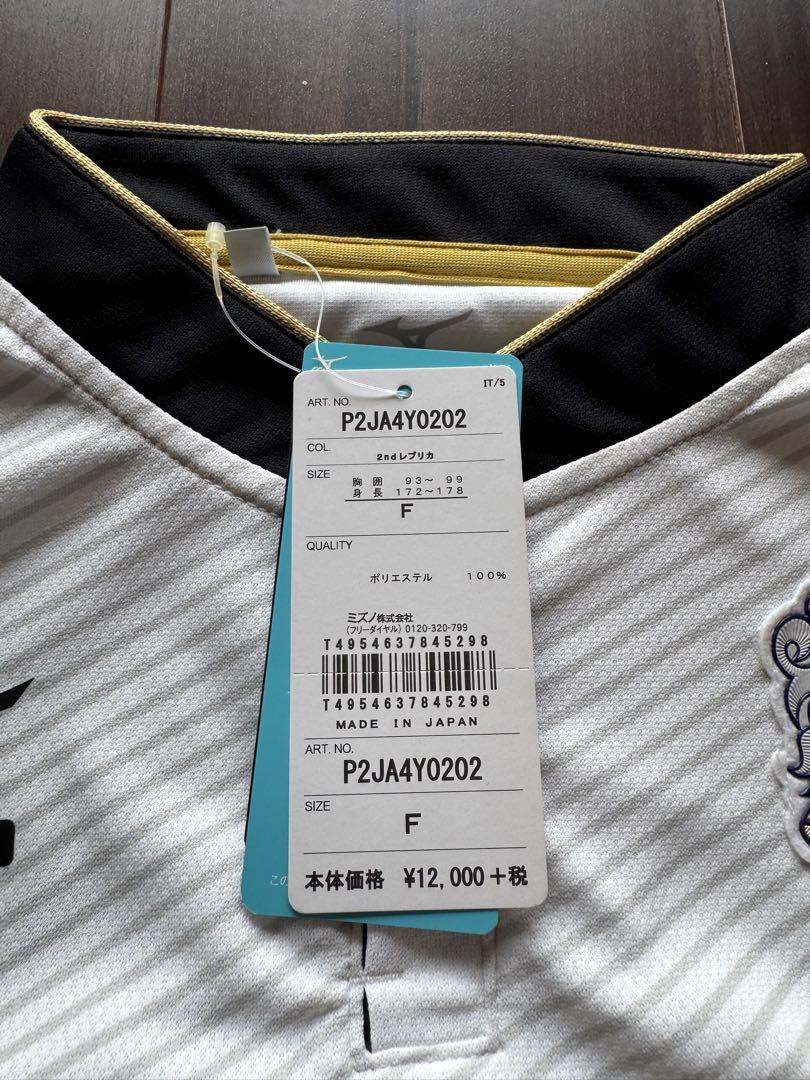 IT/5
ART. NO.
P2JA4Y0202
COL.
2ndレプリカ
SIZE
胸囲 93～ 99
身長 172～178
F
QUALITY
ポリエステル 100%
ミズノ株式会社
(フリーダイヤル) 0120-320-799
T4954637845298
T4954637845298
MADE IN JAPAN
ART. NO.
P2JA4Y0202
SIZE
F
本体価格 ¥12,000+税
この